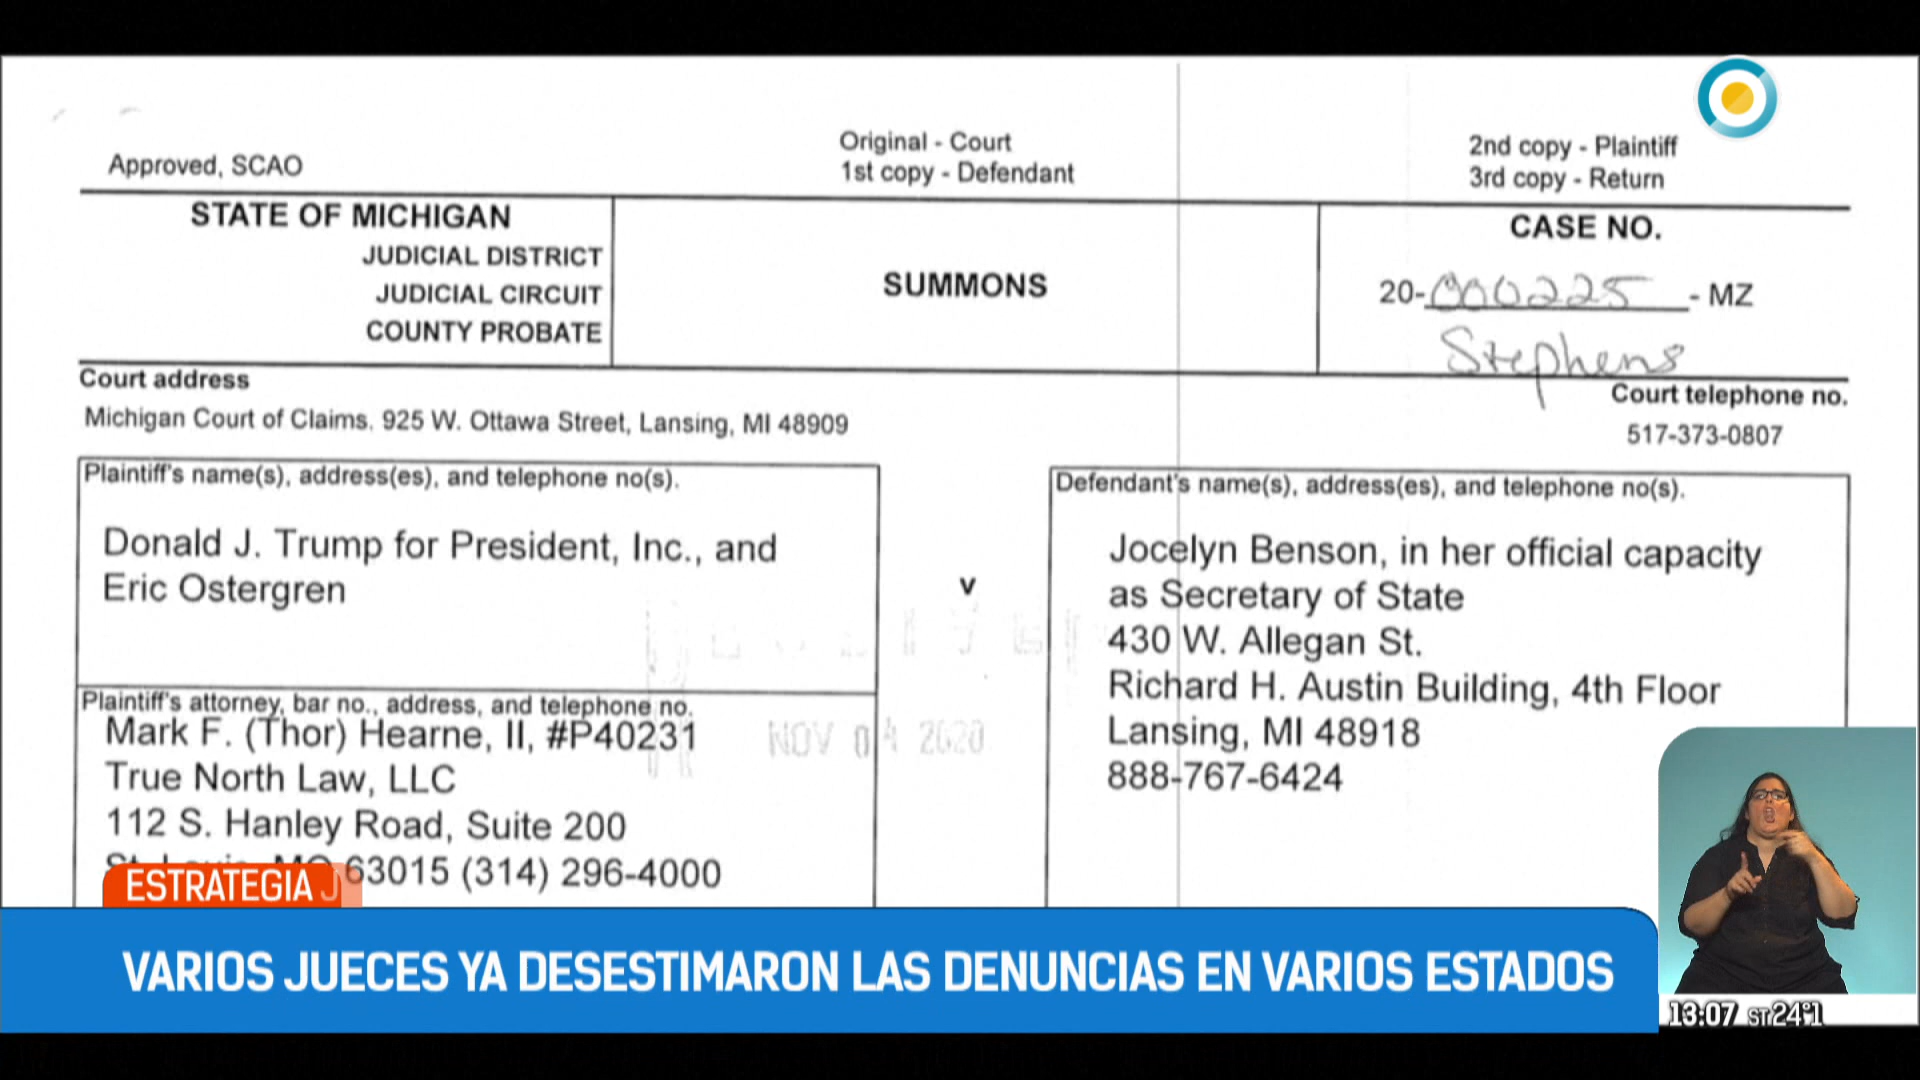 Approved, SCAO
Original - Court
1st copy - Defendant
2nd copy - Plaintiff
3rd copy - Return
STATE OF MICHIGAN
JUDICIAL DISTRICT
JUDICIAL CIRCUIT
COUNTY PROBATE
SUMMONS
CASE NO.
20-000225 - MZ
Stephens
Court address
Michigan Court of Claims. 925 W. Ottawa Street, Lansing, MI 48909
Court telephone no.
517-373-0807
Plaintiff's name(s), address(es), and telephone no(s).
Donald J. Trump for President, Inc., and
Eric Ostergren
v
Defendant's name(s), address(es), and telephone no(s).
Jocelyn Benson, in her official capacity
as Secretary of State
430 W. Allegan St.
Richard H. Austin Building, 4th Floor
Lansing, MI 48918
888-767-6424
Plaintiff's attorney, bar no., address, and telephone no.
Mark F. (Thor) Hearne, II, #P40231
True North Law, LLC
112 S. Hanley Road, Suite 200
63015 (314) 296-4000
NOV 04 2020
ESTRATEGIA J
VARIOS JUECES YA DESESTIMARON LAS DENUNCIAS EN VARIOS ESTADOS
13:07 ST 24°1